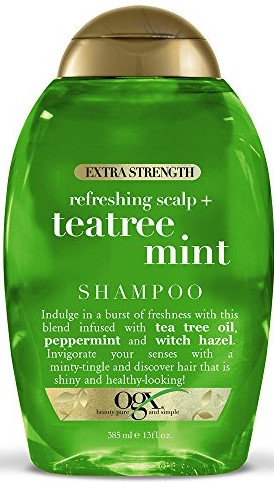 EXTRA STRENGTH
refreshing scalp +
teatree
mint
SHAMPOO
Indulge in a burst of freshness with this
blend infused with tea tree oil,
peppermint and witch hazel.
Invigorate your senses with a
minty-tingle and discover hair that is
shiny and healthy-looking!
ogx
beauty pure and simple
385 ml e 13fl.oz.